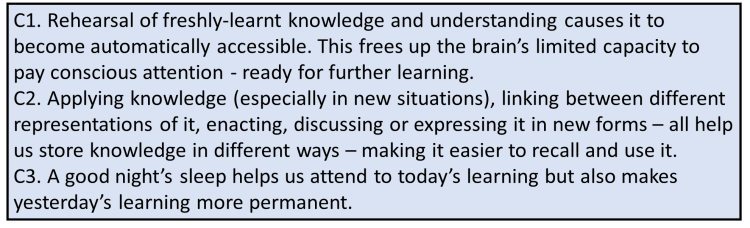 C1. Rehearsal of freshly-learnt knowledge and understanding causes it to
become automatically accessible. This frees up the brain’s limited capacity to
pay conscious attention - ready for further learning.
C2. Applying knowledge (especially in new situations), linking between different
representations of it, enacting, discussing or expressing it in new forms – all help
us store knowledge in different ways – making it easier to recall and use it.
C3. A good night’s sleep helps us attend to today’s learning but also makes
yesterday’s learning more permanent.